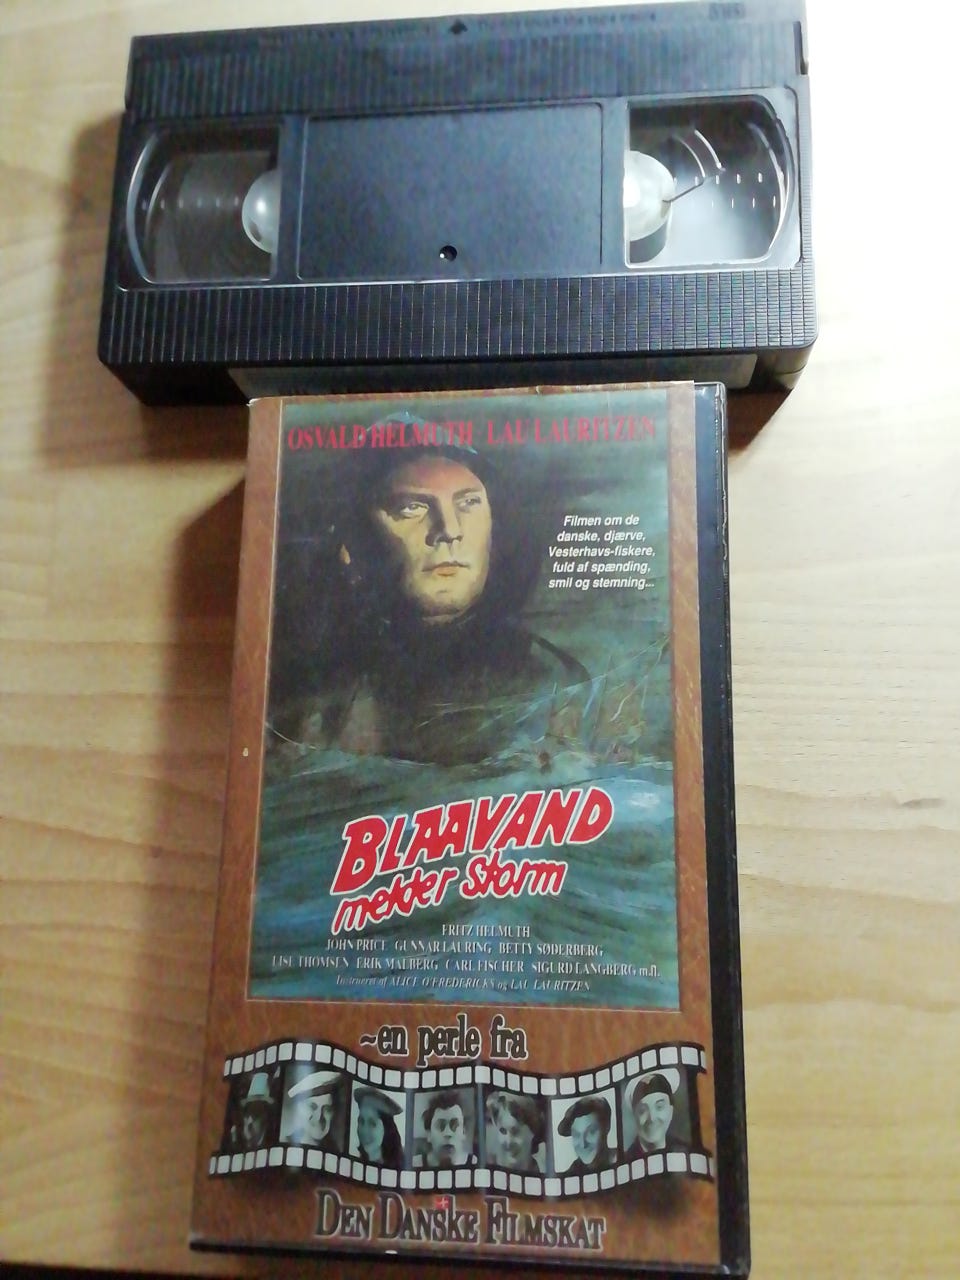 OSVALD HELMUTH LAU LAURITZEN
Filmen om de
danske, djærve,
Vesterhavs-fiskere,
fuld af spænding,
smil og stemning...
BLAAVAND
melder storm
FRITZ HELMUTH
JOHN PRICE GUNNAR LAURING BETTY SØDERBERG
LISE THOMSEN ERIK MALBERG CARL FISCHER SIGURD LANGBERG m.fl.
Instrueret af ALICE O'FREDERICKS og LAU LAURITZEN
~en perle fra
DEN DANSKE FILMSKAT